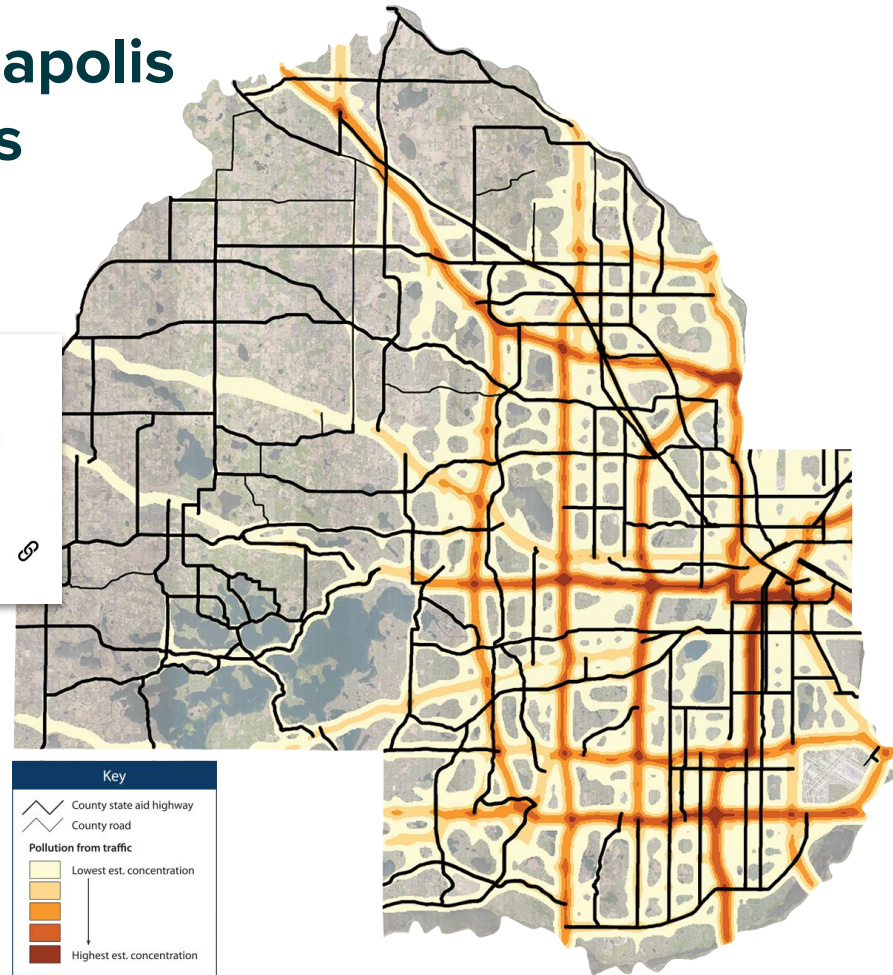 apolis
s
Key
County state aid highway
County road
Pollution from traffic
Lowest est. concentration
Highest est. concentration